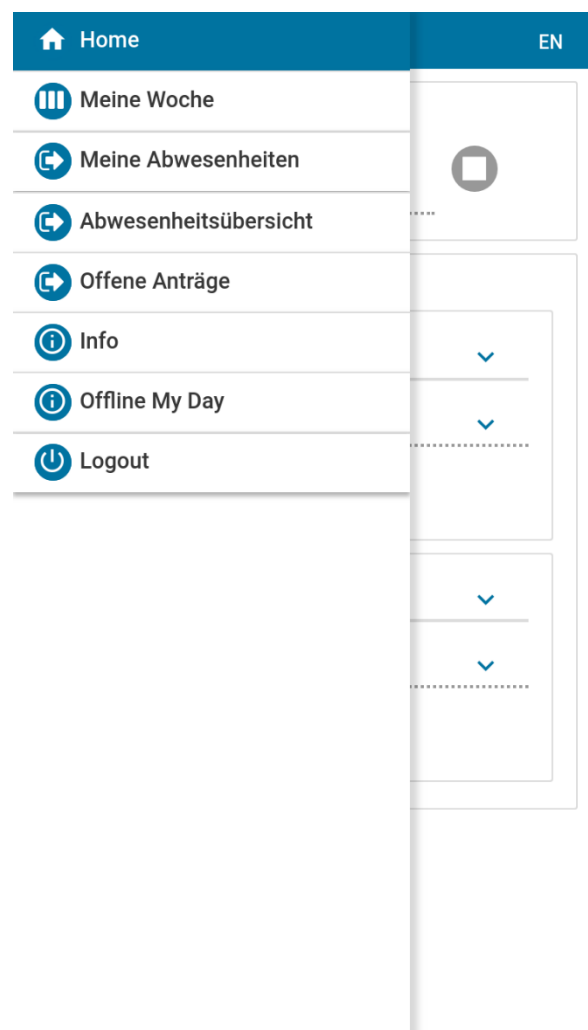 Home
EN
Meine Woche
Meine Abwesenheiten
Abwesenheitsübersicht
Offene Anträge
Info
Offline My Day
Logout